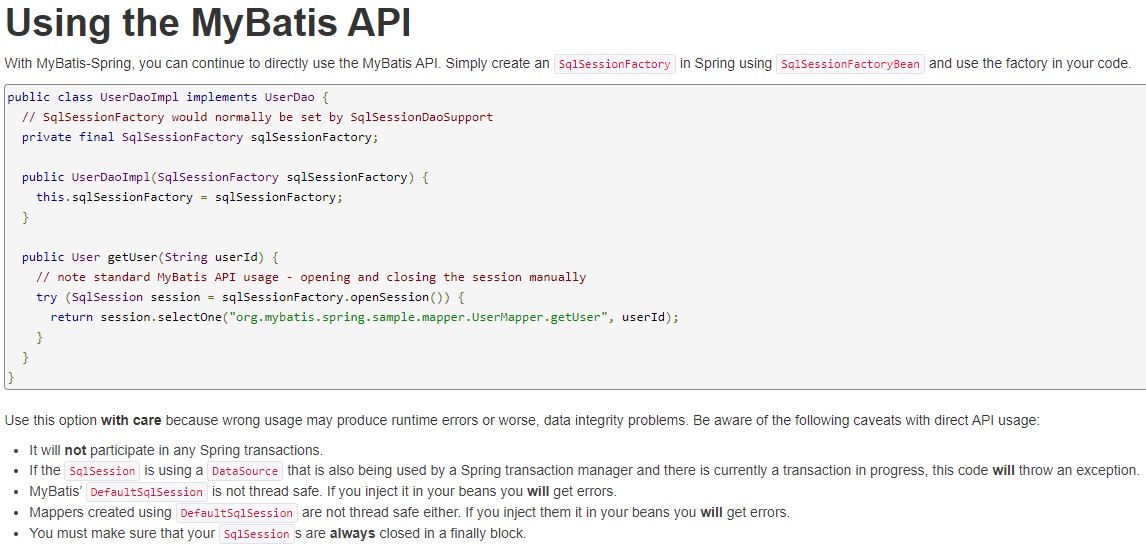 Using the MyBatis API
With MyBatis-Spring, you can continue to directly use the MyBatis API. Simply create an SqlSessionFactory in Spring using SqlSessionFactoryBean and use the factory in your code.
public class UserDaoImpl implements UserDao {
  // SqlSessionFactory would normally be set by SqlSessionDaoSupport
  private final SqlSessionFactory sqlSessionFactory;

  public UserDaoImpl(SqlSessionFactory sqlSessionFactory) {
    this.sqlSessionFactory = sqlSessionFactory;
  }

  public User getUser(String userId) {
    // note standard MyBatis API usage - opening and closing the session manually
    try (SqlSession session = sqlSessionFactory.openSession()) {
      return session.selectOne("org.mybatis.spring.sample.mapper.UserMapper.getUser", userId);
    }
  }
}
Use this option with care because wrong usage may produce runtime errors or worse, data integrity problems. Be aware of the following caveats with direct API usage:
• It will not participate in any Spring transactions.
• If the SqlSession is using a DataSource that is also being used by a Spring transaction manager and there is currently a transaction in progress, this code will throw an exception.
• MyBatis’ DefaultSqlSession is not thread safe. If you inject it in your beans you will get errors.
• Mappers created using DefaultSqlSession are not thread safe either. If you inject them it in your beans you will get errors.
• You must make sure that your SqlSession s are always closed in a finally block.